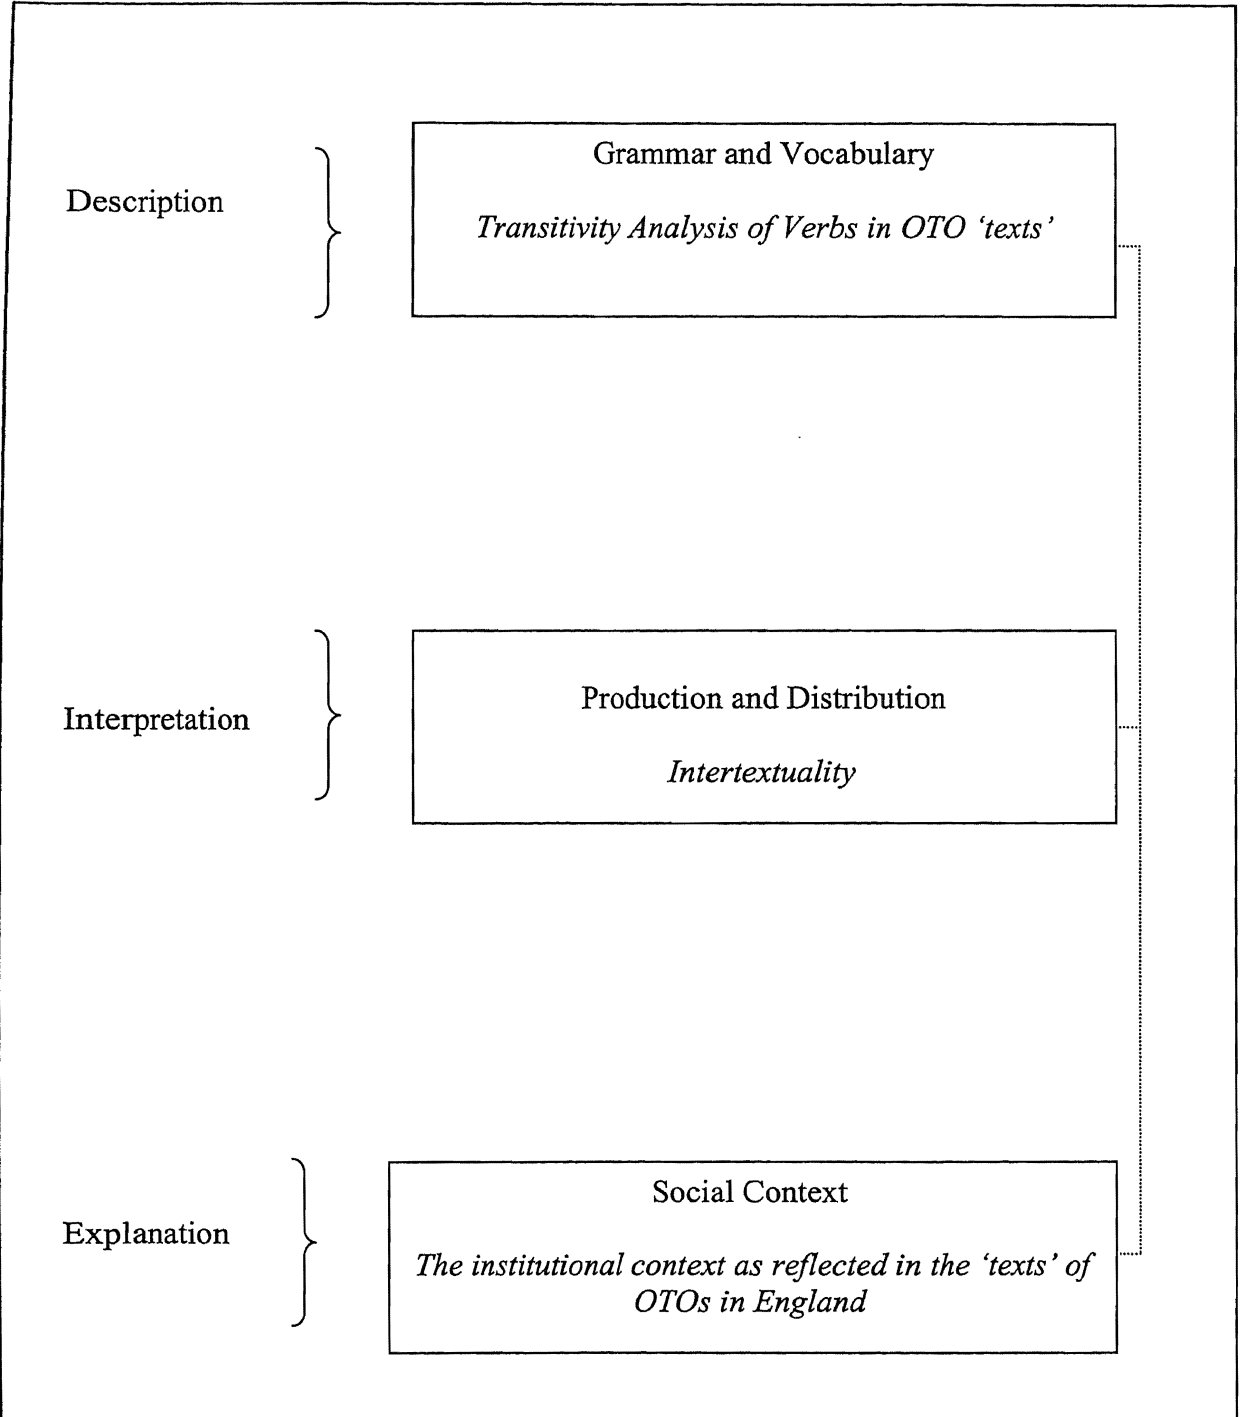 Description
Grammar and Vocabulary
Transitivity Analysis of Verbs in OTO ‘texts’
Interpretation
Production and Distribution
Intertextuality
Explanation
Social Context
The institutional context as reflected in the ‘texts’ of
OTOs in England